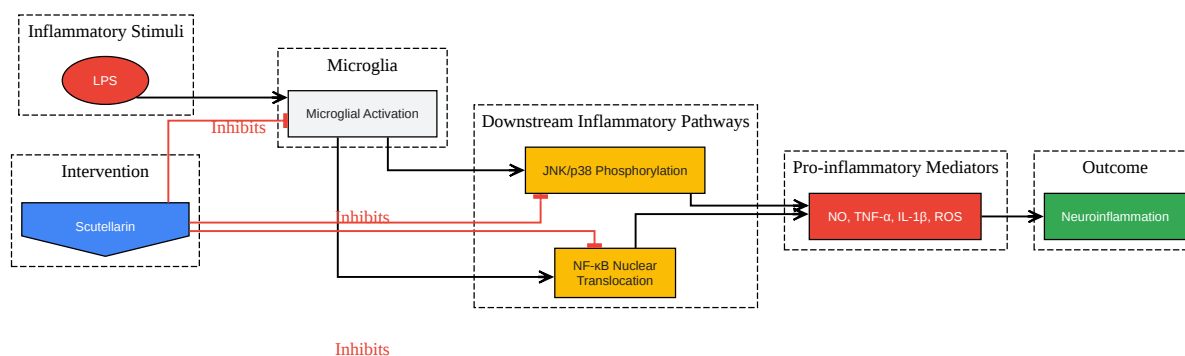 Inflammatory Stimuli
LPS
Microglia
Microglial Activation
Inhibits
Intervention
Scutellarin
Downstream Inflammatory Pathways
JNK/p38 Phosphorylation
Inhibits
NF-κB Nuclear
Translocation
Inhibits
Pro-inflammatory Mediators
NO, TNF-α, IL-1β, ROS
Outcome
Neuroinflammation